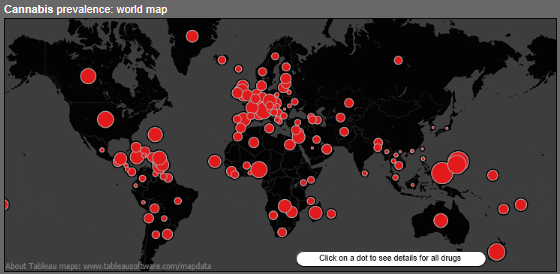 Cannabis prevalence: world map
Click on a dot to see details for all drugs
About Tableau maps: www.tableausoftware.com/mapdata